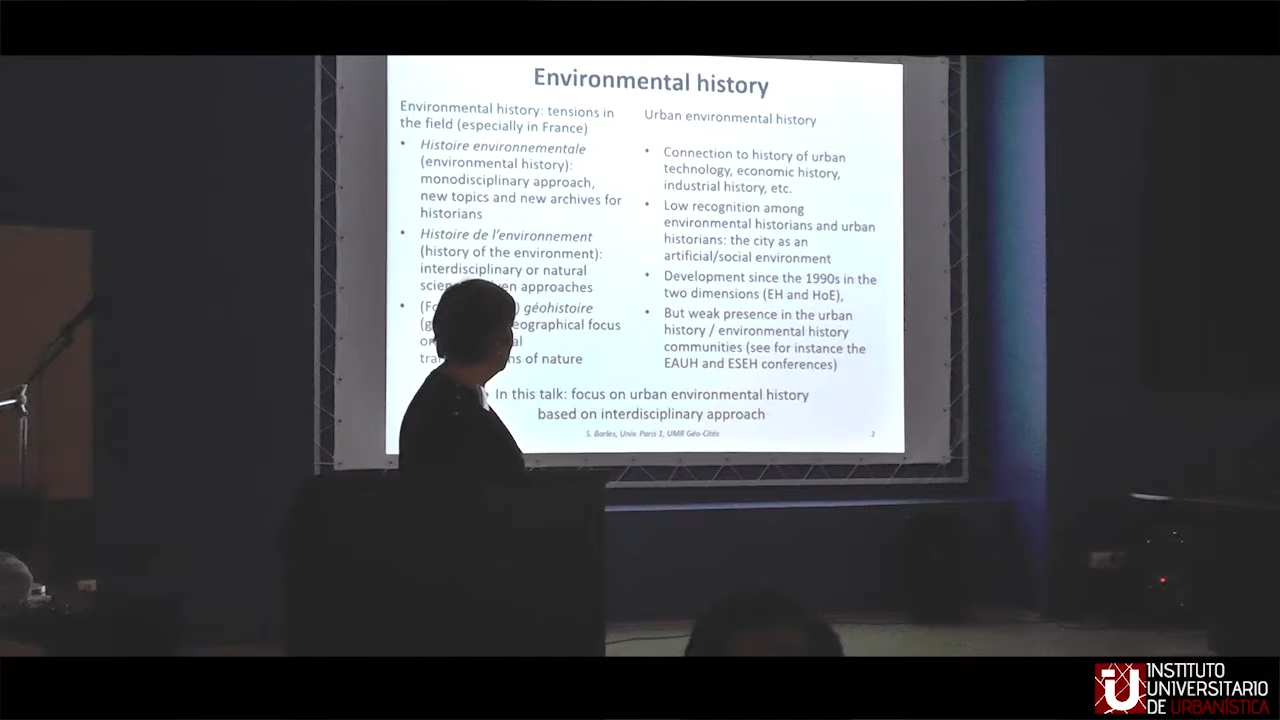 Environmental history
Environmental history: tensions in
the field (especially in France)
• Histoire environnementale
(environmental history):
monodisciplinary approach,
new topics and new archives for
historians
• Histoire de l'environnement
(history of the environment):
interdisciplinary or natural
approaches
• géohistoire
focus
of nature
Urban environmental history
• Connection to history of urban
technology, economic history,
industrial history, etc.
• Low recognition among
environmental historians and urban
historians: the city as an
artificial/social environment
• Development since the 1990s in the
two dimensions (EH and HoE),
• But weak presence in the urban
history / environmental history
communities (see for instance the
EAUH and ESEH conferences)
In this talk: focus on urban environmental history
based on interdisciplinary approach
S. Barles, Univ. Paris 1, UMR Géo-Cités
INSTITUTO
UNIVERSITARIO
DE URBANÍSTICA